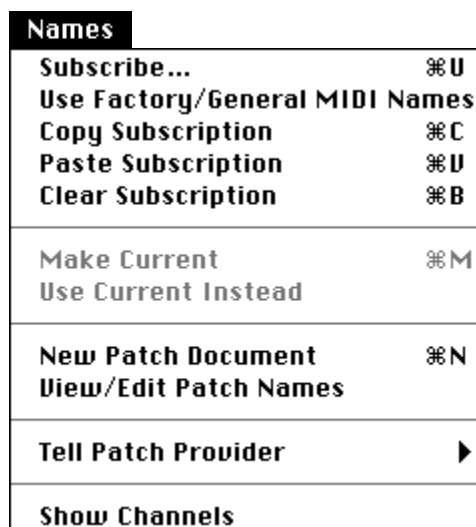 Names
Subscribe... ⌘U
Use Factory/General MIDI Names
Copy Subscription ⌘C
Paste Subscription ⌘V
Clear Subscription ⌘B
Make Current ⌘M
Use Current Instead
New Patch Document ⌘N
View/Edit Patch Names
Tell Patch Provider ▶
Show Channels